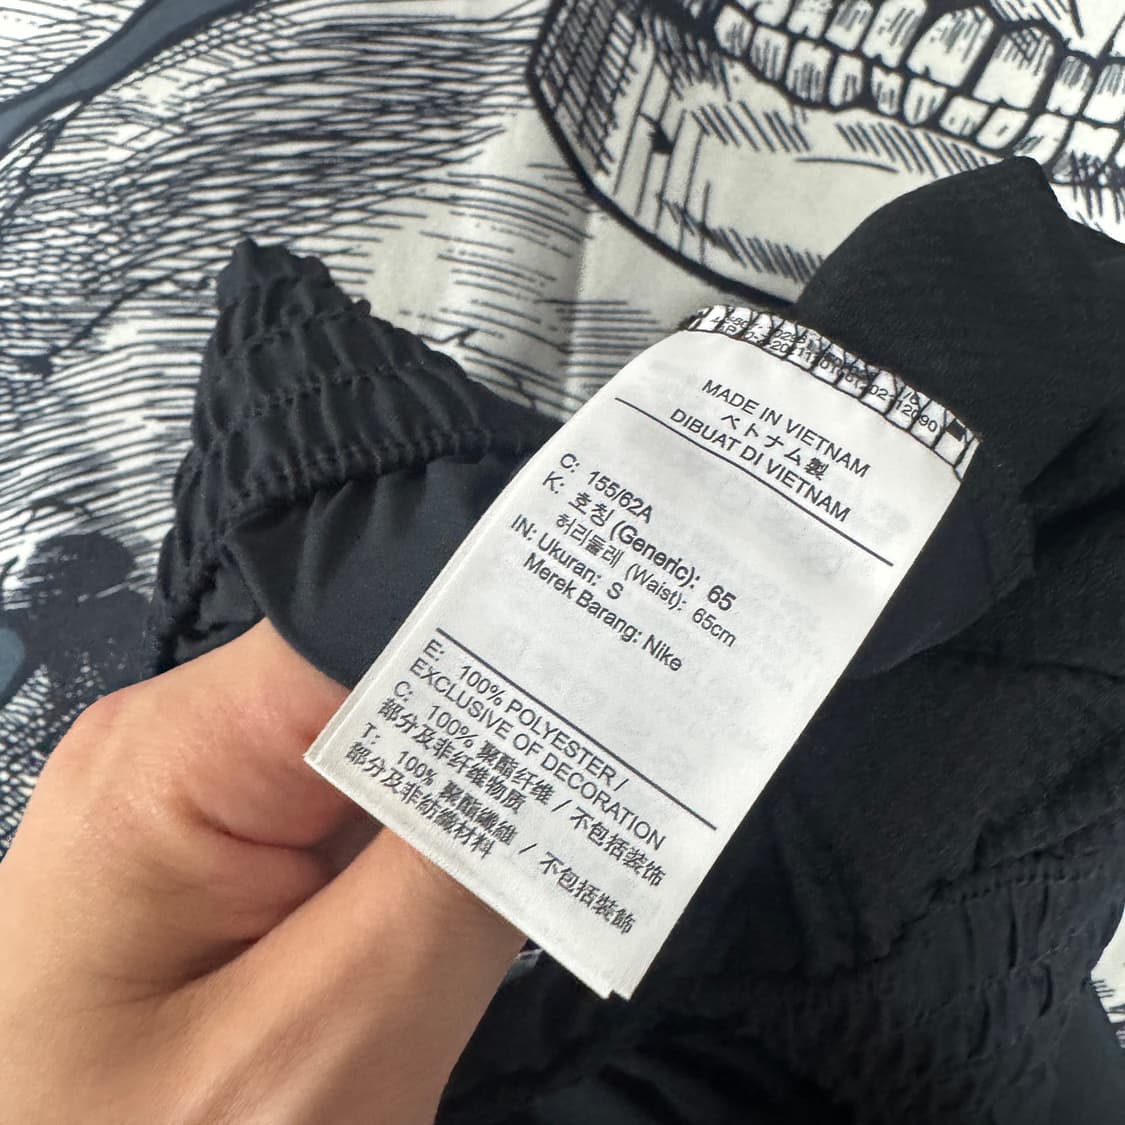 MADE IN VIETNAM
ベトナム製
DIBUAT DI VIETNAM
C: 155/62A
K: 호칭 (Generic): 65
허리둘레 (Waist): 65cm
IN: Ukuran: S
Merek Barang: Nike
E: 100% POLYESTER /
EXCLUSIVE OF DECORATION
C: 100% 聚酯纤维 / 不包括装饰
部分及非纤维物质
T: 100% 聚酯纖維 / 不包括裝飾
部分及非紡織材料